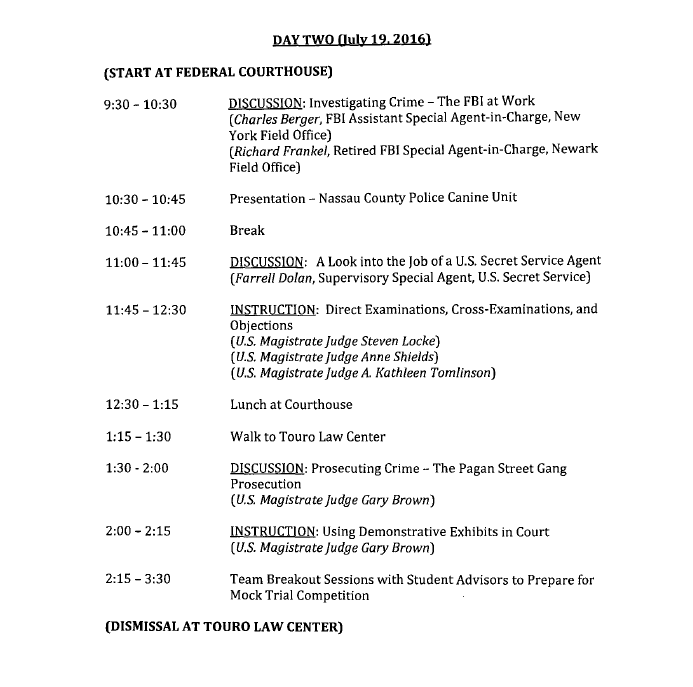 DAY TWO (July 19, 2016)
(START AT FEDERAL COURTHOUSE)
9:30 – 10:30 DISCUSSION: Investigating Crime – The FBI at Work
(Charles Berger, FBI Assistant Special Agent-in-Charge, New
York Field Office)
(Richard Frankel, Retired FBI Special Agent-in-Charge, Newark
Field Office)
10:30 – 10:45 Presentation – Nassau County Police Canine Unit
10:45 – 11:00 Break
11:00 – 11:45 DISCUSSION: A Look into the Job of a U.S. Secret Service Agent
(Farrell Dolan, Supervisory Special Agent, U.S. Secret Service)
11:45 – 12:30 INSTRUCTION: Direct Examinations, Cross-Examinations, and
Objections
(U.S. Magistrate Judge Steven Locke)
(U.S. Magistrate Judge Anne Shields)
(U.S. Magistrate Judge A. Kathleen Tomlinson)
12:30 – 1:15 Lunch at Courthouse
1:15 – 1:30 Walk to Touro Law Center
1:30 - 2:00 DISCUSSION: Prosecuting Crime – The Pagan Street Gang
Prosecution
(U.S. Magistrate Judge Gary Brown)
2:00 – 2:15 INSTRUCTION: Using Demonstrative Exhibits in Court
(U.S. Magistrate Judge Gary Brown)
2:15 – 3:30 Team Breakout Sessions with Student Advisors to Prepare for
Mock Trial Competition
(DISMISSAL AT TOURO LAW CENTER)